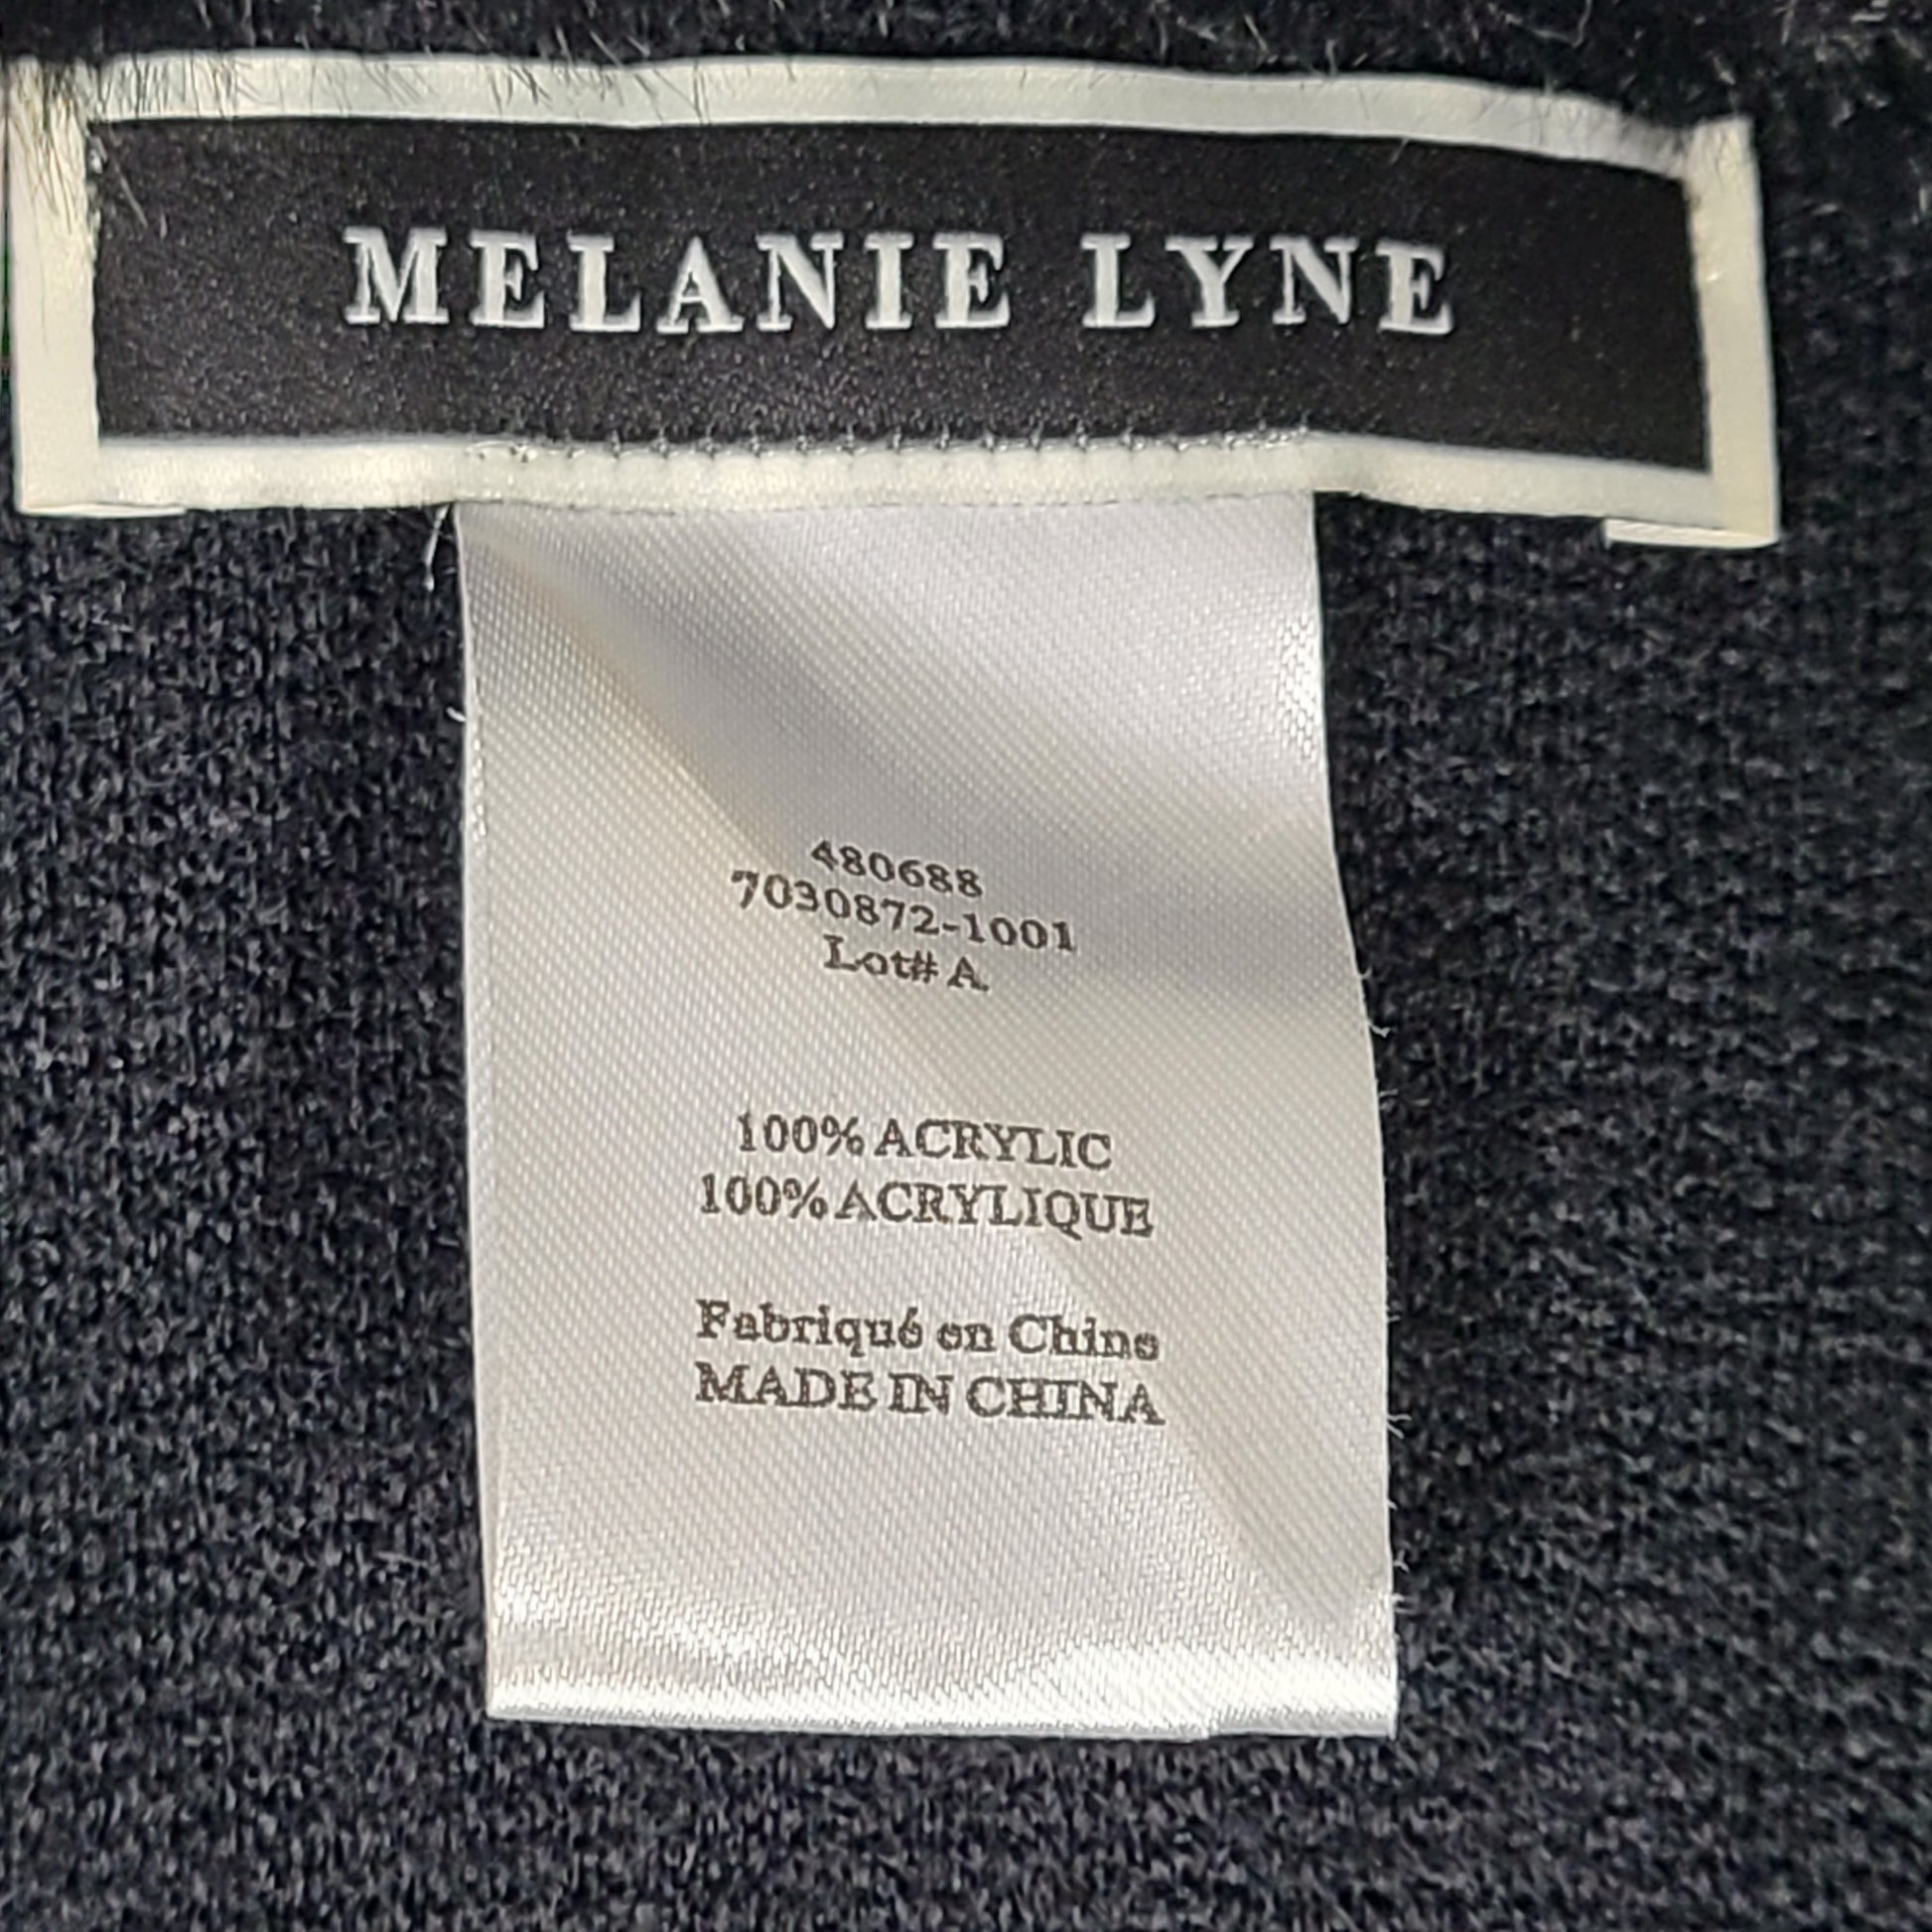 MELANIE LYNE
480688
7030872-1001
Lot# A
100% ACRYLIC
100% ACRYLIQUE
Fabriqué en Chine
MADE IN CHINA